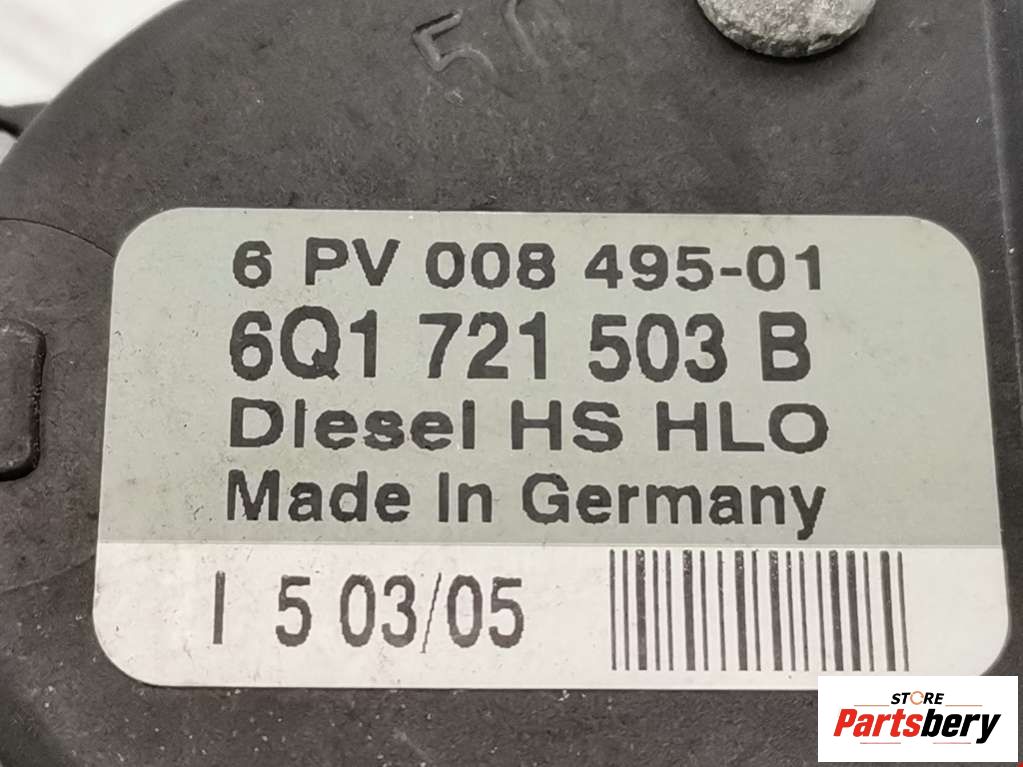 6 PV 008 495-01
6Q1 721 503 B
Diesel HS HLO
Made In Germany
I 5 03/05
STORE
Partsbery